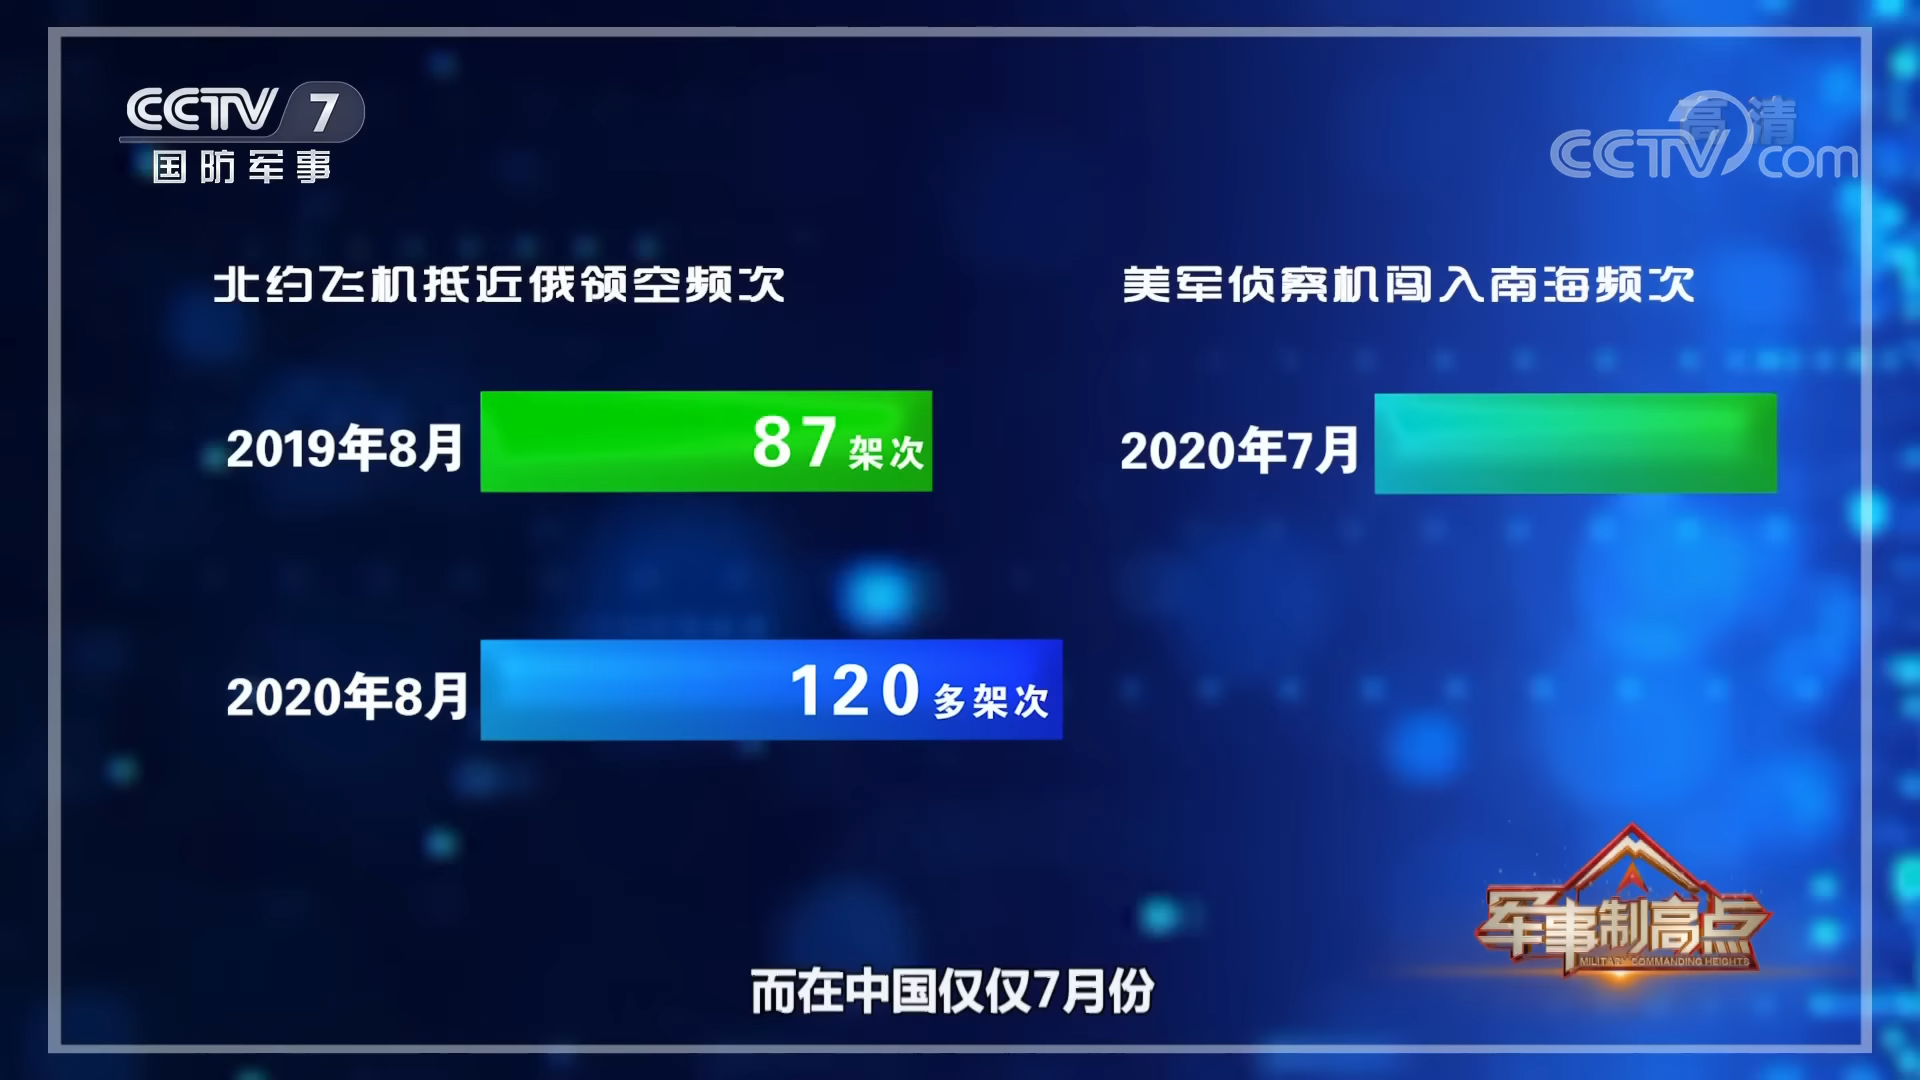 CCTV 7
国防军事
高清
CCTV com
北约飞机抵近俄领空频次
2019年8月 87架次
2020年8月 120多架次
美军侦察机闯入南海频次
2020年7月
军事制高点
MILITARY COMMANDING HEIGHTS
而在中国仅仅7月份